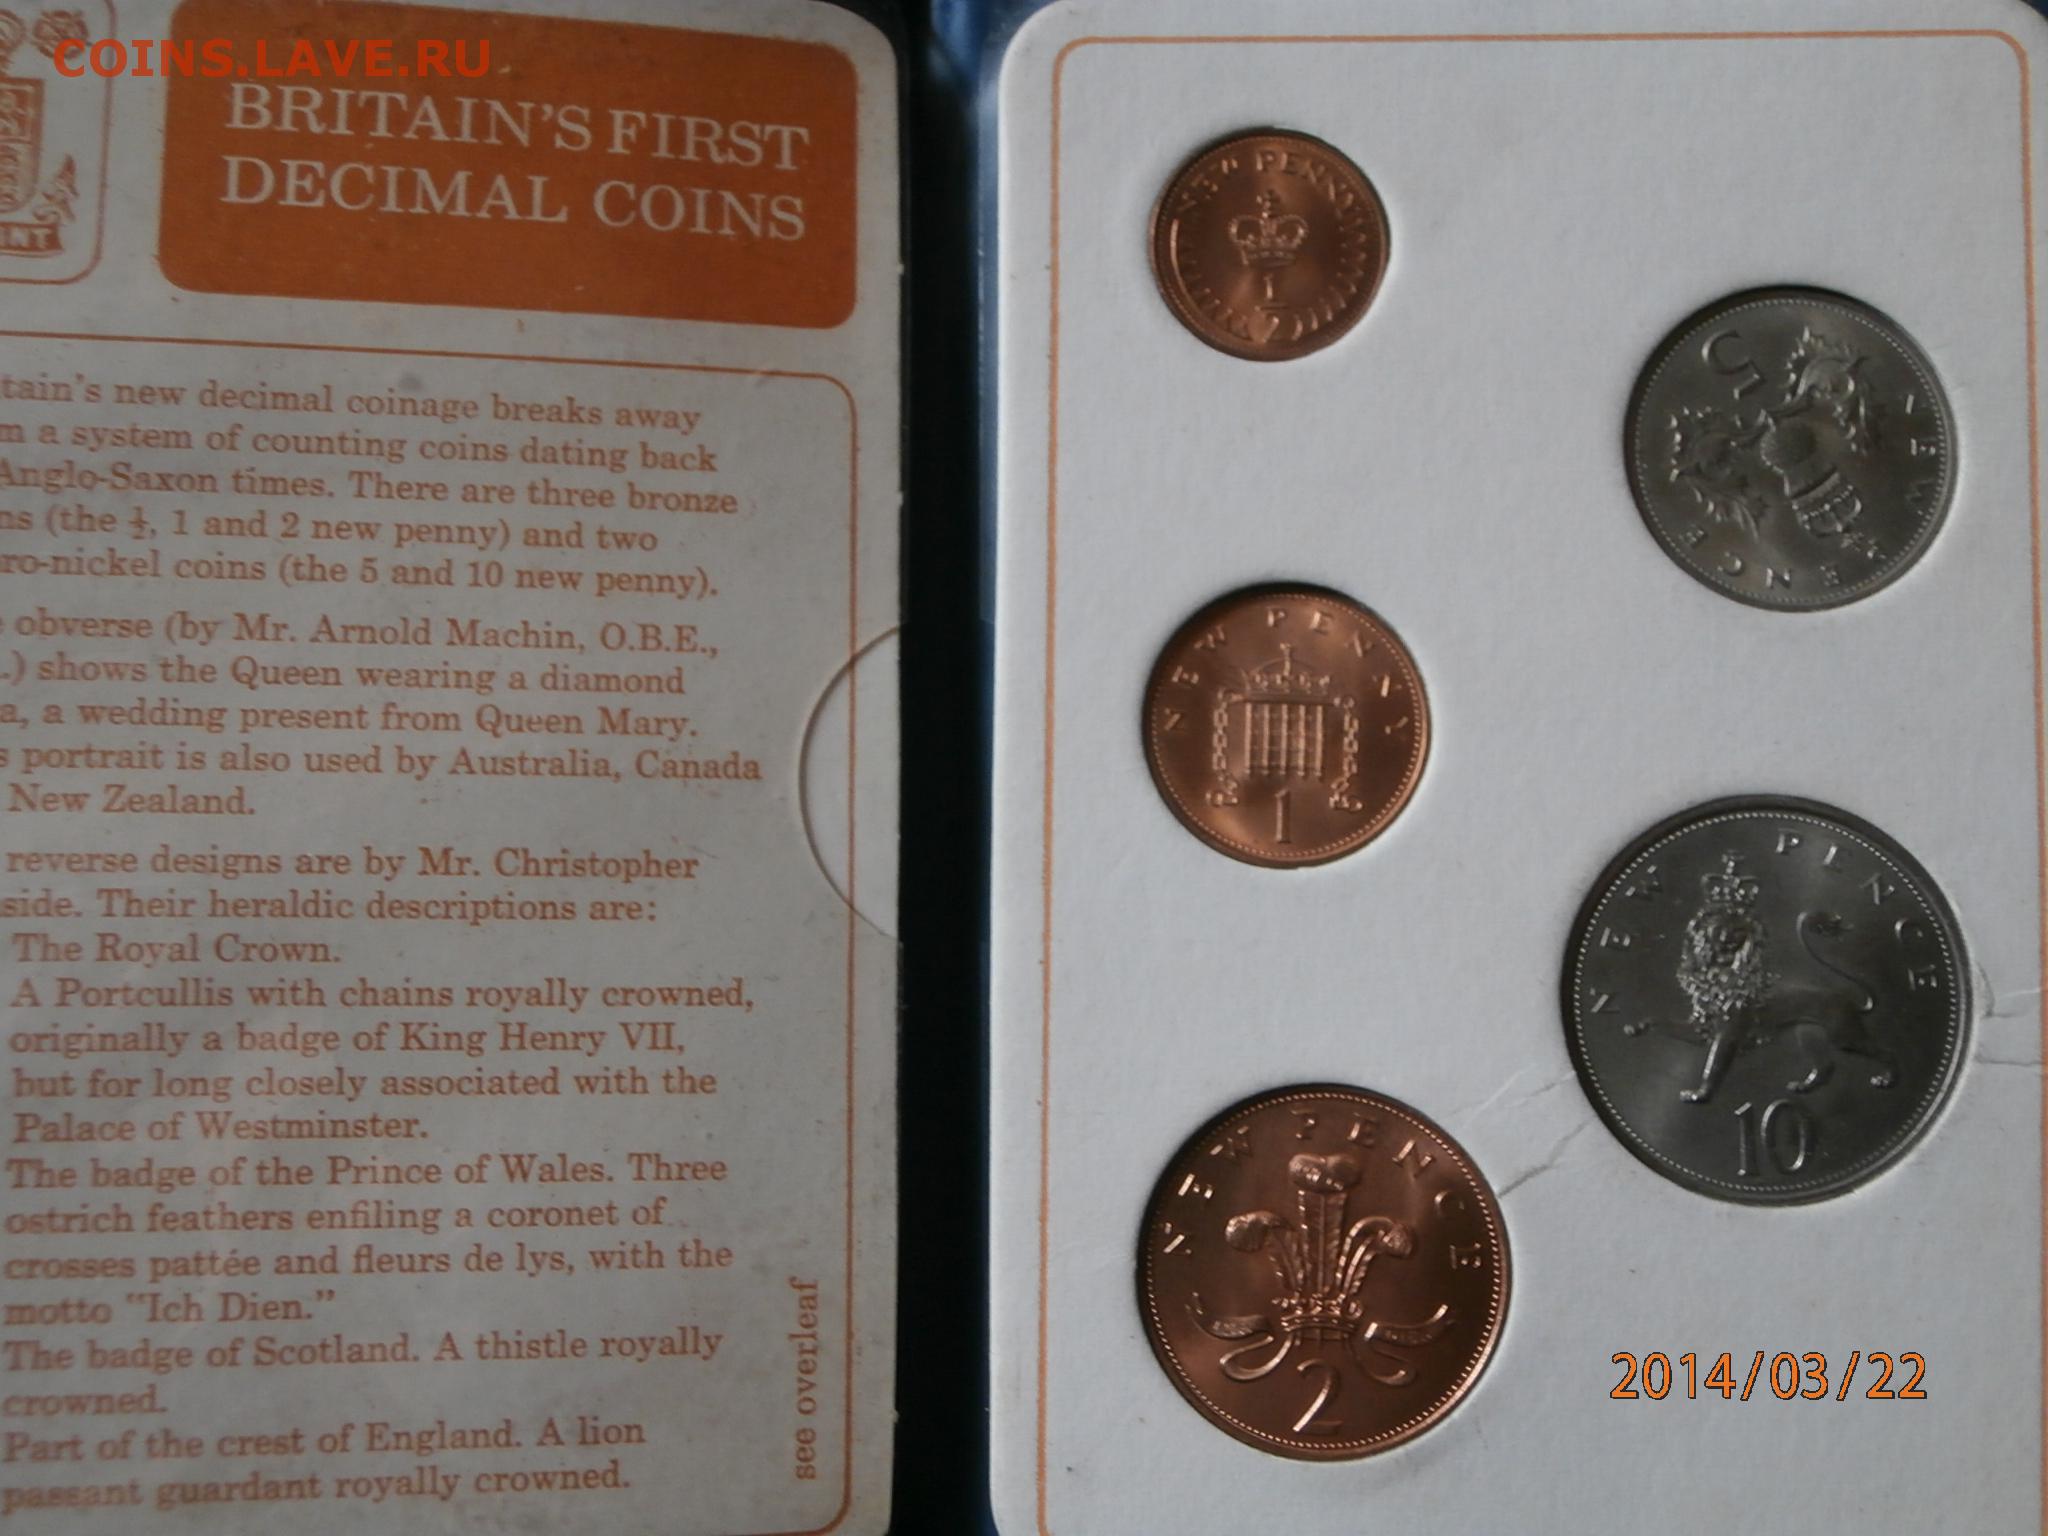 COINS.LAVE.RU
BRITAIN'S FIRST
DECIMAL COINS
tain's new decimal coinage breaks away
m a system of counting coins dating back
Anglo-Saxon times. There are three bronze
ns (the ½, 1 and 2 new penny) and two
ro-nickel coins (the 5 and 10 new penny).
obverse (by Mr. Arnold Machin, O.B.E.,
.) shows the Queen wearing a diamond
a, a wedding present from Queen Mary.
s portrait is also used by Australia, Canada
New Zealand.
reverse designs are by Mr. Christopher
side. Their heraldic descriptions are:
The Royal Crown.
A Portcullis with chains royally crowned,
originally a badge of King Henry VII,
but for long closely associated with the
Palace of Westminster.
The badge of the Prince of Wales. Three
ostrich feathers enfiling a coronet of
crosses pattée and fleurs de lys, with the
motto "Ich Dien."
The badge of Scotland. A thistle royally
crowned.
Part of the crest of England. A lion
passant guardant royally crowned.
see overleaf
NEW PENNY
1/2
NEW PENCE
5
NEW PENNY
1
NEW PENCE
10
NEW PENCE
2
2014/03/22